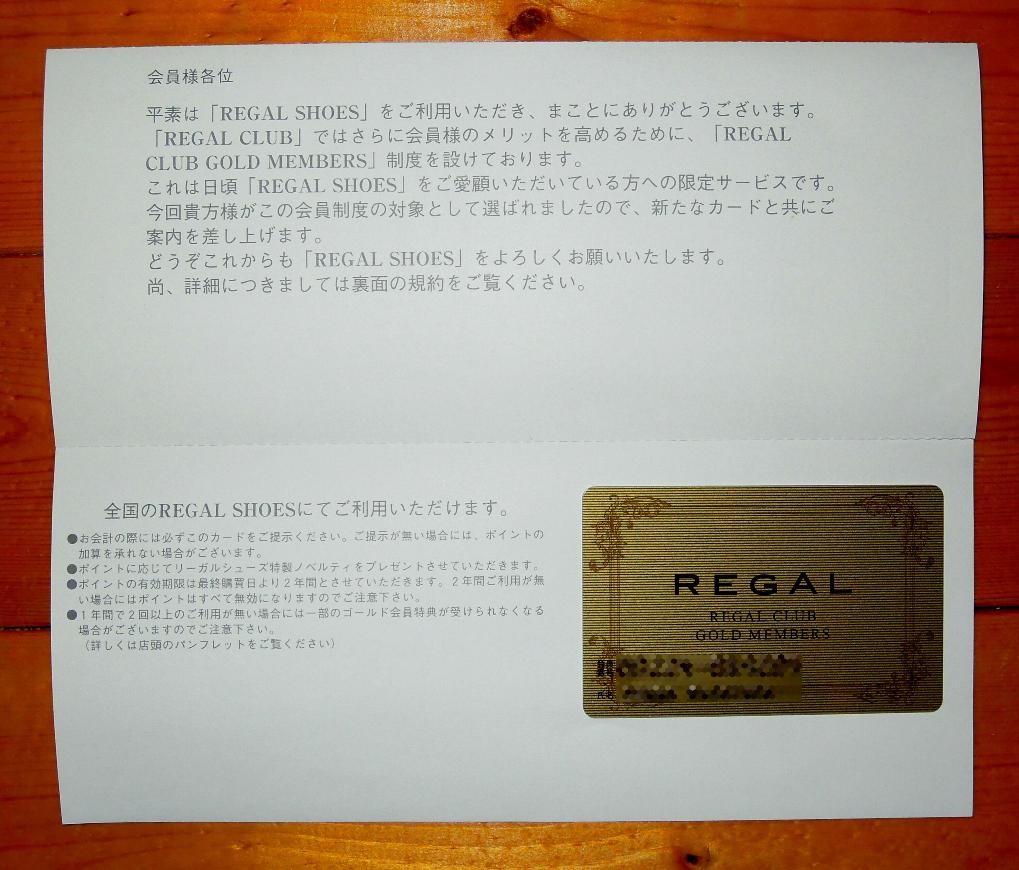 会員様各位
平素は「REGAL SHOES」をご利用いただき、まことにありがとうございます。
「REGAL CLUB」ではさらに会員様のメリットを高めるために、「REGAL
CLUB GOLD MEMBERS」制度を設けております。
これは日頃「REGAL SHOES」をご愛顧いただいている方への限定サービスです。
今回貴方様がこの会員制度の対象として選ばれましたので、新たなカードと共にご
案内を差し上げます。
どうぞこれからも「REGAL SHOES」をよろしくお願いいたします。
尚、詳細につきましては裏面の規約をご覧ください。
全国のREGAL SHOESにてご利用いただけます。
●お会計の際には必ずこのカードをご提示ください。ご提示が無い場合には、ポイントの
加算を承れない場合がございます。
●ポイントに応じてリーガルシューズ特製ノベルティをプレゼントさせていただきます。
●ポイントの有効期限は最終購買日より2年間とさせていただきます。2年間ご利用が無
い場合にはポイントはすべて無効になりますのでご注意下さい。
●1年間で2回以上のご利用が無い場合には一部のゴールド会員特典が受けられなくなる
場合がございますのでご注意下さい。
（詳しくは店頭のパンフレットをご覧ください）
REGAL
REGAL CLUB
GOLD MEMBERS